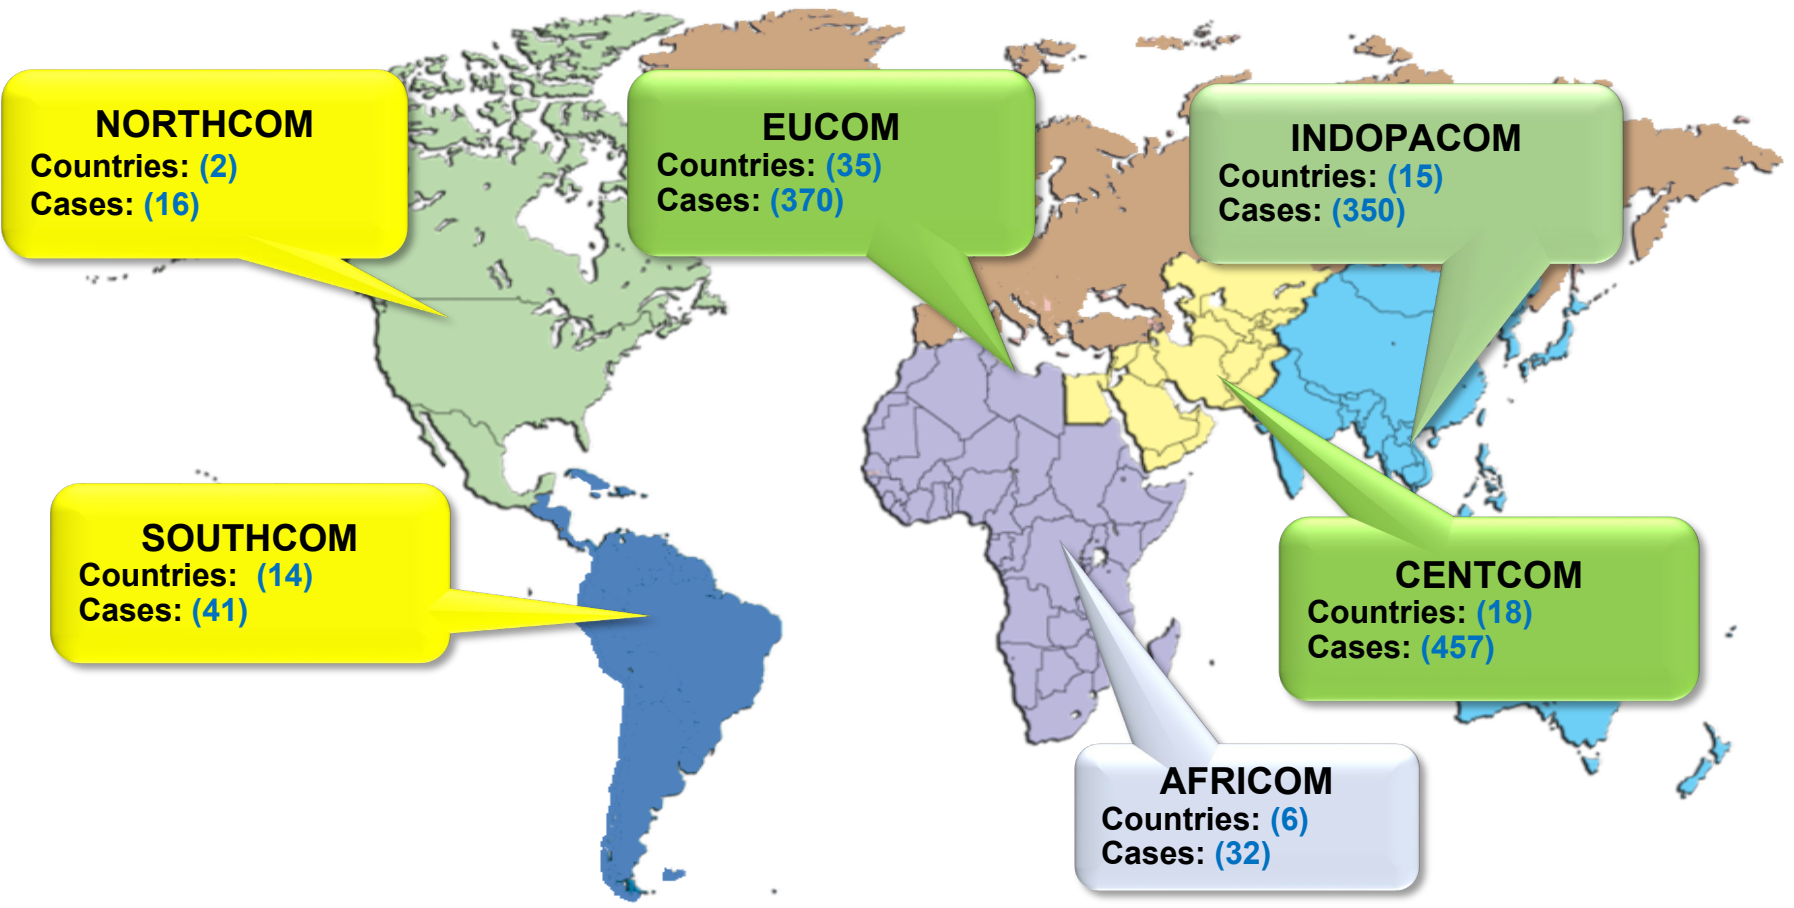 NORTHCOM
Countries: (2)
Cases: (16)
EUCOM
Countries: (35)
Cases: (370)
INDOPACOM
Countries: (15)
Cases: (350)
SOUTHCOM
Countries: (14)
Cases: (41)
CENTCOM
Countries: (18)
Cases: (457)
AFRICOM
Countries: (6)
Cases: (32)